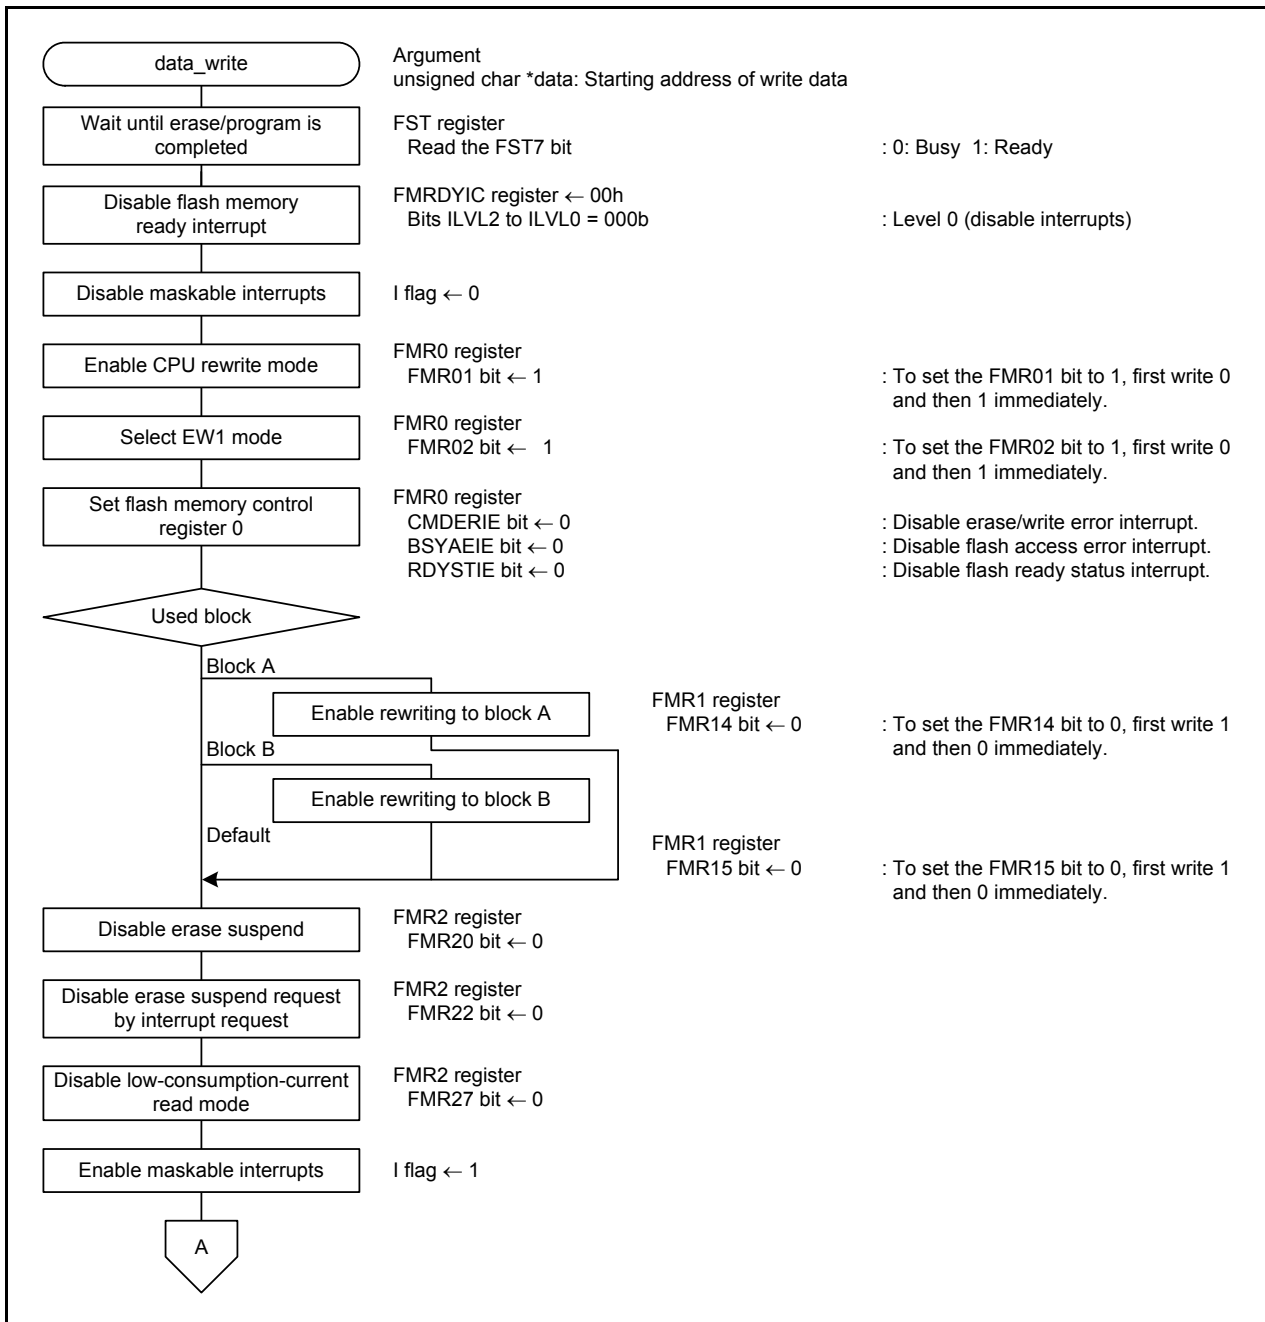 data_write
Argument
unsigned char *data: Starting address of write data
Wait until erase/program is
completed
FST register
Read the FST7 bit : 0: Busy 1: Ready
Disable flash memory
ready interrupt
FMRDYIC register ← 00h
Bits ILVL2 to ILVL0 = 000b : Level 0 (disable interrupts)
Disable maskable interrupts
I flag ← 0
Enable CPU rewrite mode
FMR0 register
FMR01 bit ← 1 : To set the FMR01 bit to 1, first write 0
and then 1 immediately.
Select EW1 mode
FMR0 register
FMR02 bit ← 1 : To set the FMR02 bit to 1, first write 0
and then 1 immediately.
Set flash memory control
register 0
FMR0 register
CMDERIE bit ← 0 : Disable erase/write error interrupt.
BSYAEIE bit ← 0 : Disable flash access error interrupt.
RDYSTIE bit ← 0 : Disable flash ready status interrupt.
Used block
Block A
Enable rewriting to block A
FMR1 register
FMR14 bit ← 0 : To set the FMR14 bit to 0, first write 1
and then 0 immediately.
Block B
Enable rewriting to block B
Default
FMR1 register
FMR15 bit ← 0 : To set the FMR15 bit to 0, first write 1
and then 0 immediately.
Disable erase suspend
FMR2 register
FMR20 bit ← 0
Disable erase suspend request
by interrupt request
FMR2 register
FMR22 bit ← 0
Disable low-consumption-current
read mode
FMR2 register
FMR27 bit ← 0
Enable maskable interrupts
I flag ← 1
A